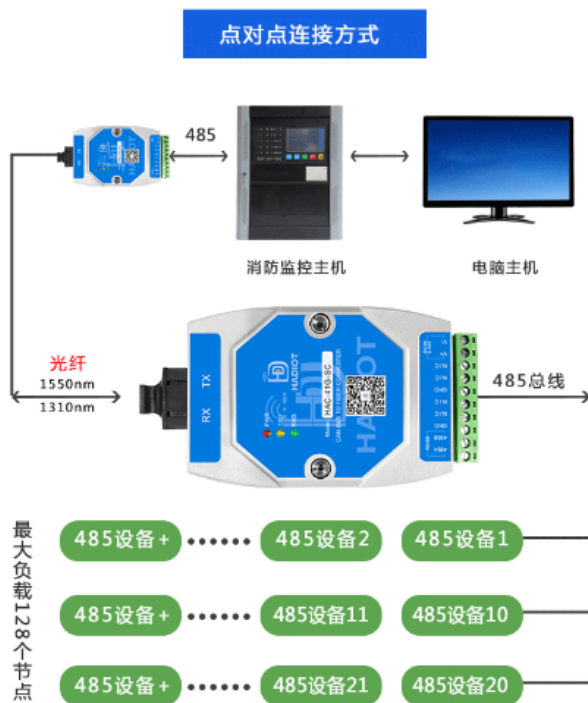 点对点连接方式
485
消防监控主机
电脑主机
光纤
1550nm
1310nm
TX
RX
HADIOT
HAC-41G-SC
HADIOT
485总线
最大负载128个节点
485设备+
485设备2
485设备1
485设备+
485设备11
485设备10
485设备+
485设备21
485设备20